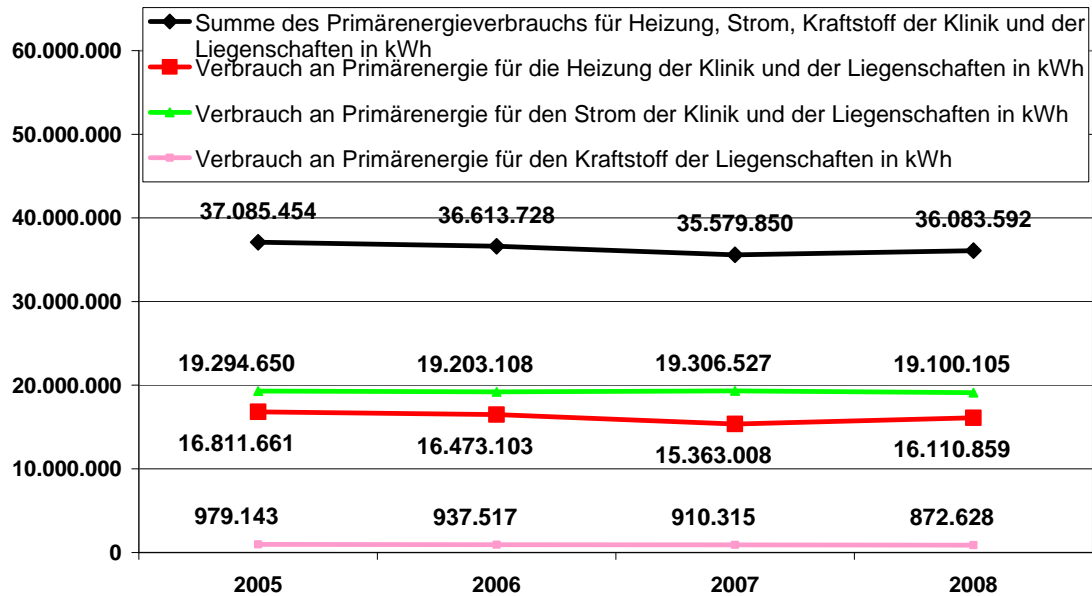 Summe des Primärenergieverbrauchs für Heizung, Strom, Kraftstoff der Klinik und der
Liegenschaften in kWh
Verbrauch an Primärenergie für die Heizung der Klinik und der Liegenschaften in kWh
Verbrauch an Primärenergie für den Strom der Klinik und der Liegenschaften in kWh
Verbrauch an Primärenergie für den Kraftstoff der Liegenschaften in kWh
60.000.000
50.000.000
40.000.000
37.085.454 36.613.728 35.579.850 36.083.592
30.000.000
19.294.650 19.203.108 19.306.527 19.100.105
20.000.000
16.811.661 16.473.103 15.363.008 16.110.859
10.000.000
979.143 937.517 910.315 872.628
0
2005 2006 2007 2008